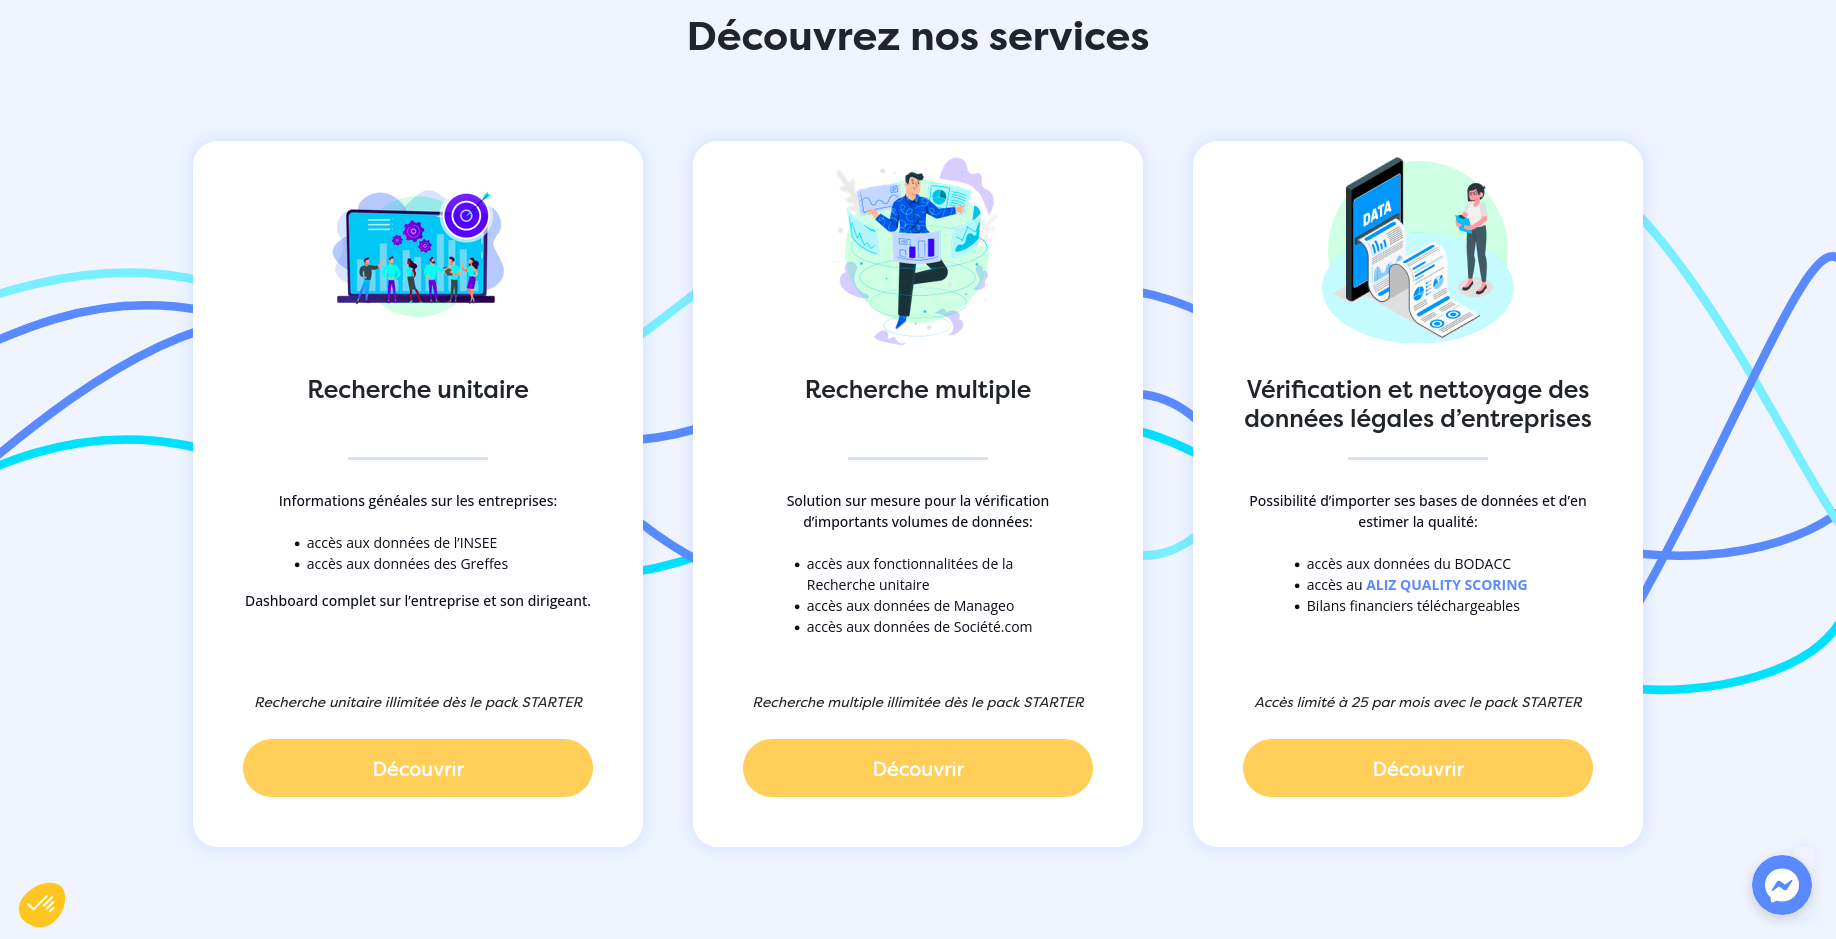 Découvrez nos services
Recherche unitaire
Informations généales sur les entreprises:
accès aux données de l’INSEE
accès aux données des Greffes
Dashboard complet sur l’entreprise et son dirigeant.
Recherche unitaire illimitée dès le pack STARTER
Découvrir
Recherche multiple
Solution sur mesure pour la vérification
d’importants volumes de données:
accès aux fonctionnalitées de la
Recherche unitaire
accès aux données de Manageo
accès aux données de Société.com
Recherche multiple illimitée dès le pack STARTER
Découvrir
DATA
Vérification et nettoyage des
données légales d’entreprises
Possibilité d’importer ses bases de données et d’en
estimer la qualité:
accès aux données du BODACC
accès au ALIZ QUALITY SCORING
Bilans financiers téléchargeables
Accès limité à 25 par mois avec le pack STARTER
Découvrir